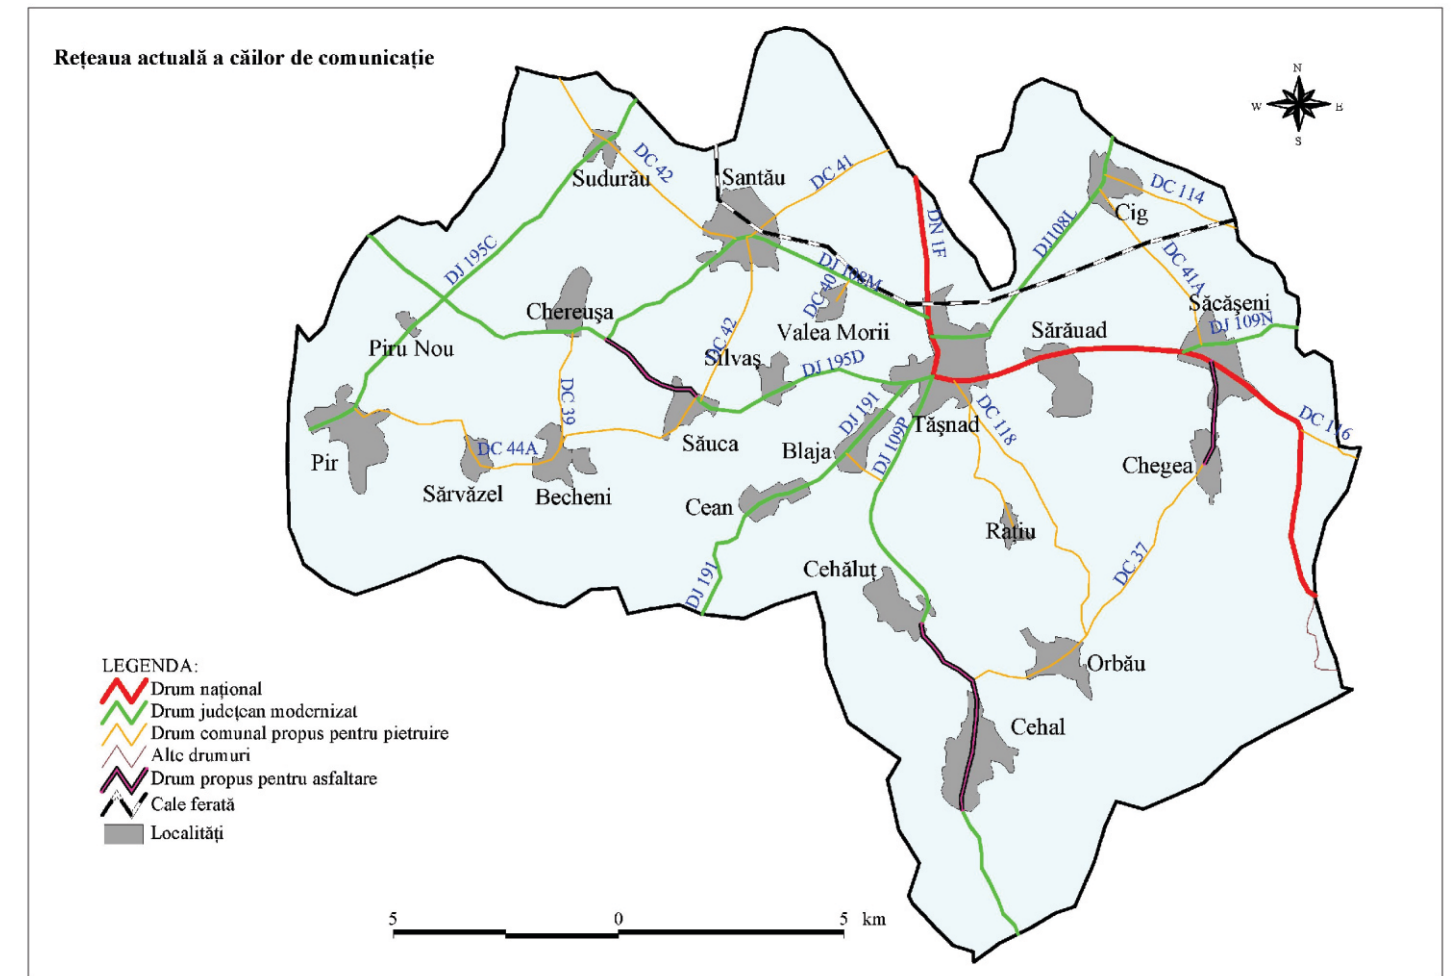 Rețeaua actuală a căilor de comunicație
N
W E
S
DC 42
Sudurău
Santău
DC 41
DN 1F
DJ108L
DC 114
Cig
DJ 195C
DJ 108M
DC 40
DC 41A
Săcășeni
DJ 109N
Chereușa
Valea Morii
Sărăuad
Piru Nou
DC 42
Silvaș
DJ 195D
DC 39
DJ 191
DJ 109P
Tășnad
DC 118
DC 116
Săuca
Blaja
Chegea
Pir
DC 44A
Sărvăzel
Becheni
Cean
Rațiu
Cehăluț
DC 37
DJ 191
Orbău
Cehal
LEGENDA:
Drum național
Drum județean modernizat
Drum comunal propus pentru pietruire
Alte drumuri
Drum propus pentru asfaltare
Cale ferată
Localități
5 0 5 km